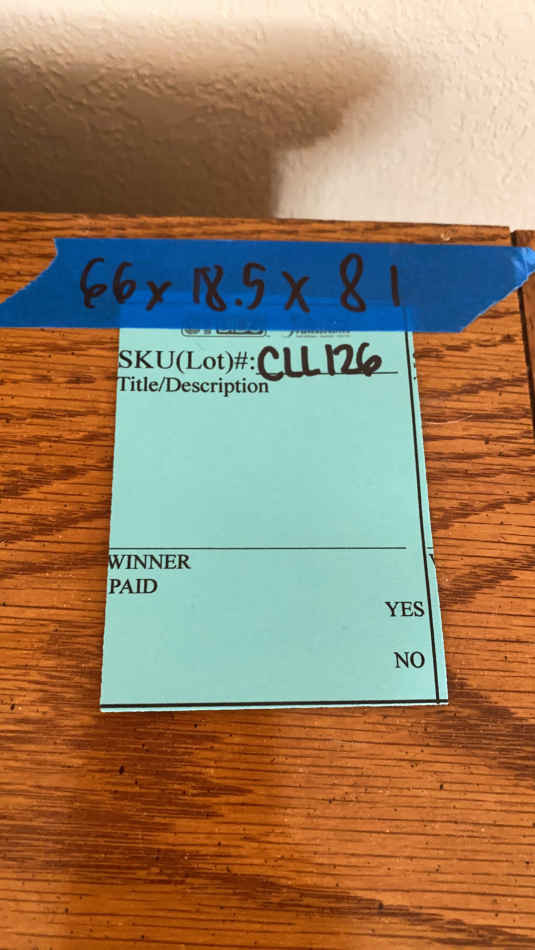 66 x 18.5 x 81
SKU(Lot)#: CLL126
Title/Description
WINNER
PAID
YES
NO